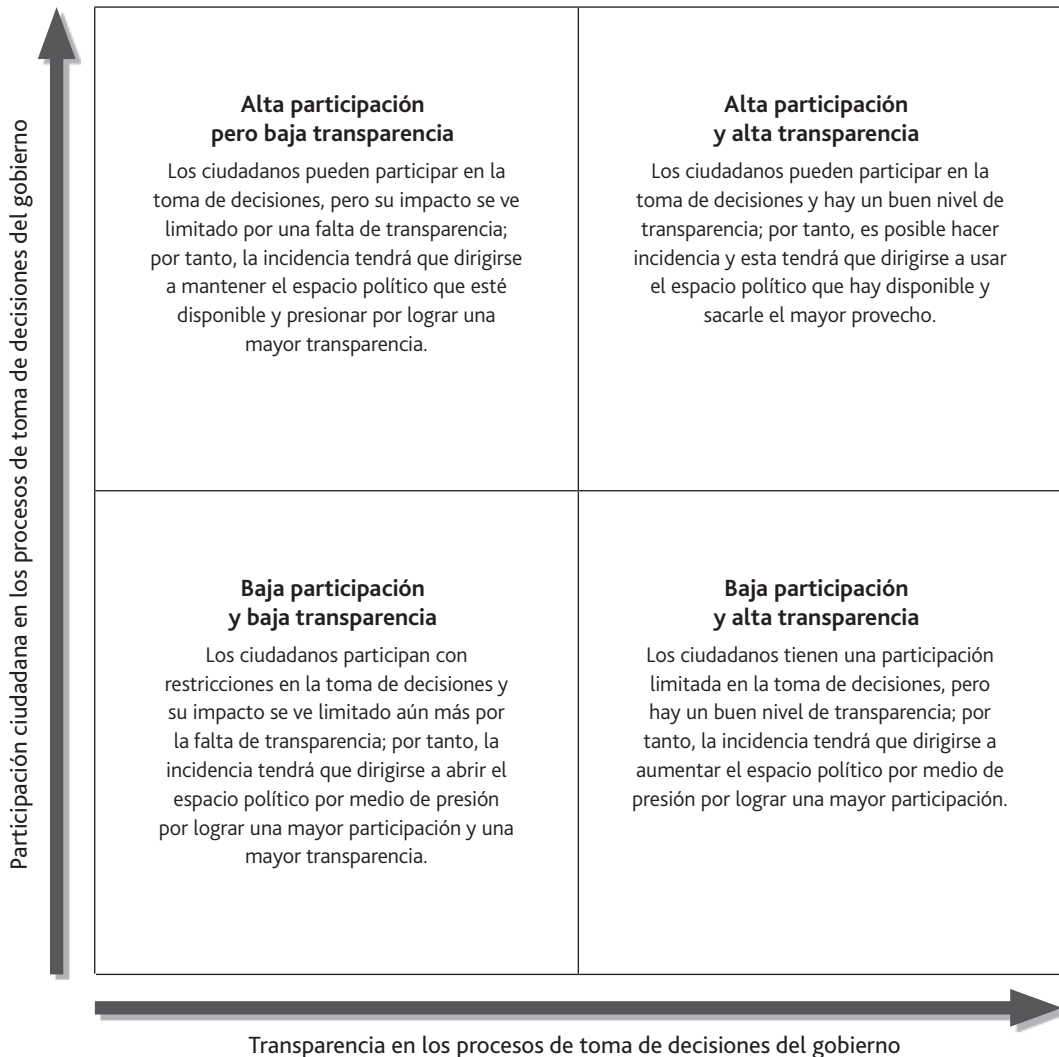 Participación ciudadana en los procesos de toma de decisiones del gobierno
Alta participación
pero baja transparencia
Los ciudadanos pueden participar en la
toma de decisiones, pero su impacto se ve
limitado por una falta de transparencia;
por tanto, la incidencia tendrá que dirigirse
a mantener el espacio político que esté
disponible y presionar por lograr una
mayor transparencia.
Alta participación
y alta transparencia
Los ciudadanos pueden participar en la
toma de decisiones y hay un buen nivel de
transparencia; por tanto, es posible hacer
incidencia y esta tendrá que dirigirse a usar
el espacio político que hay disponible y
sacarle el mayor provecho.
Baja participación
y baja transparencia
Los ciudadanos participan con
restricciones en la toma de decisiones y
su impacto se ve limitado aún más por
la falta de transparencia; por tanto, la
incidencia tendrá que dirigirse a abrir el
espacio político por medio de presión
por lograr una mayor participación y una
mayor transparencia.
Baja participación
y alta transparencia
Los ciudadanos tienen una participación
limitada en la toma de decisiones, pero
hay un buen nivel de transparencia; por
tanto, la incidencia tendrá que dirigirse a
aumentar el espacio político por medio de
presión por lograr una mayor participación.
Transparencia en los procesos de toma de decisiones del gobierno